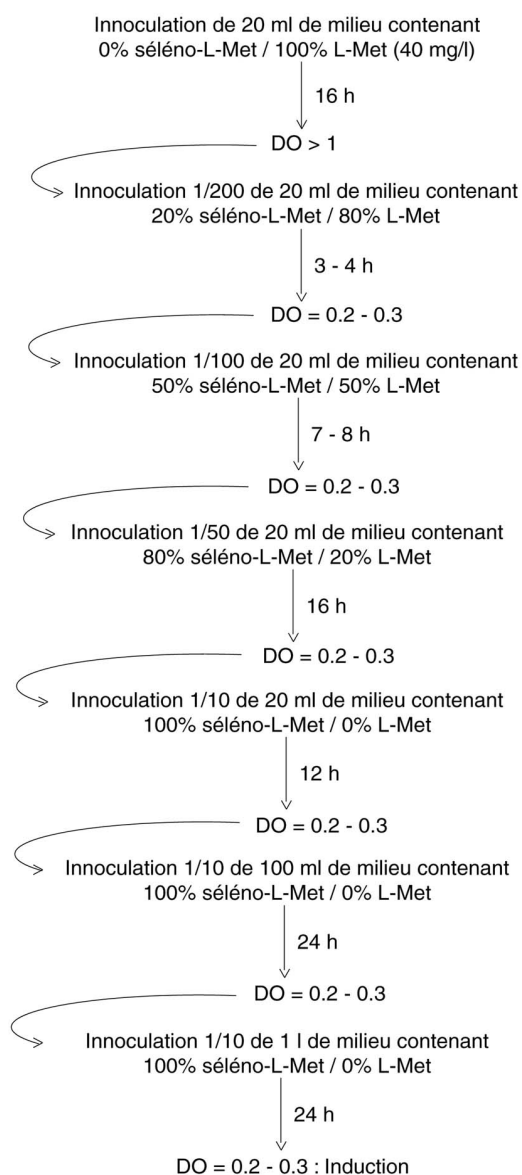 Innoculation de 20 ml de milieu contenant
0% séléno-L-Met / 100% L-Met (40 mg/l)
16 h
DO > 1
Innoculation 1/200 de 20 ml de milieu contenant
20% séléno-L-Met / 80% L-Met
3 - 4 h
DO = 0.2 - 0.3
Innoculation 1/100 de 20 ml de milieu contenant
50% séléno-L-Met / 50% L-Met
7 - 8 h
DO = 0.2 - 0.3
Innoculation 1/50 de 20 ml de milieu contenant
80% séléno-L-Met / 20% L-Met
16 h
DO = 0.2 - 0.3
Innoculation 1/10 de 20 ml de milieu contenant
100% séléno-L-Met / 0% L-Met
12 h
DO = 0.2 - 0.3
Innoculation 1/10 de 100 ml de milieu contenant
100% séléno-L-Met / 0% L-Met
24 h
DO = 0.2 - 0.3
Innoculation 1/10 de 1 l de milieu contenant
100% séléno-L-Met / 0% L-Met
24 h
DO = 0.2 - 0.3 : Induction